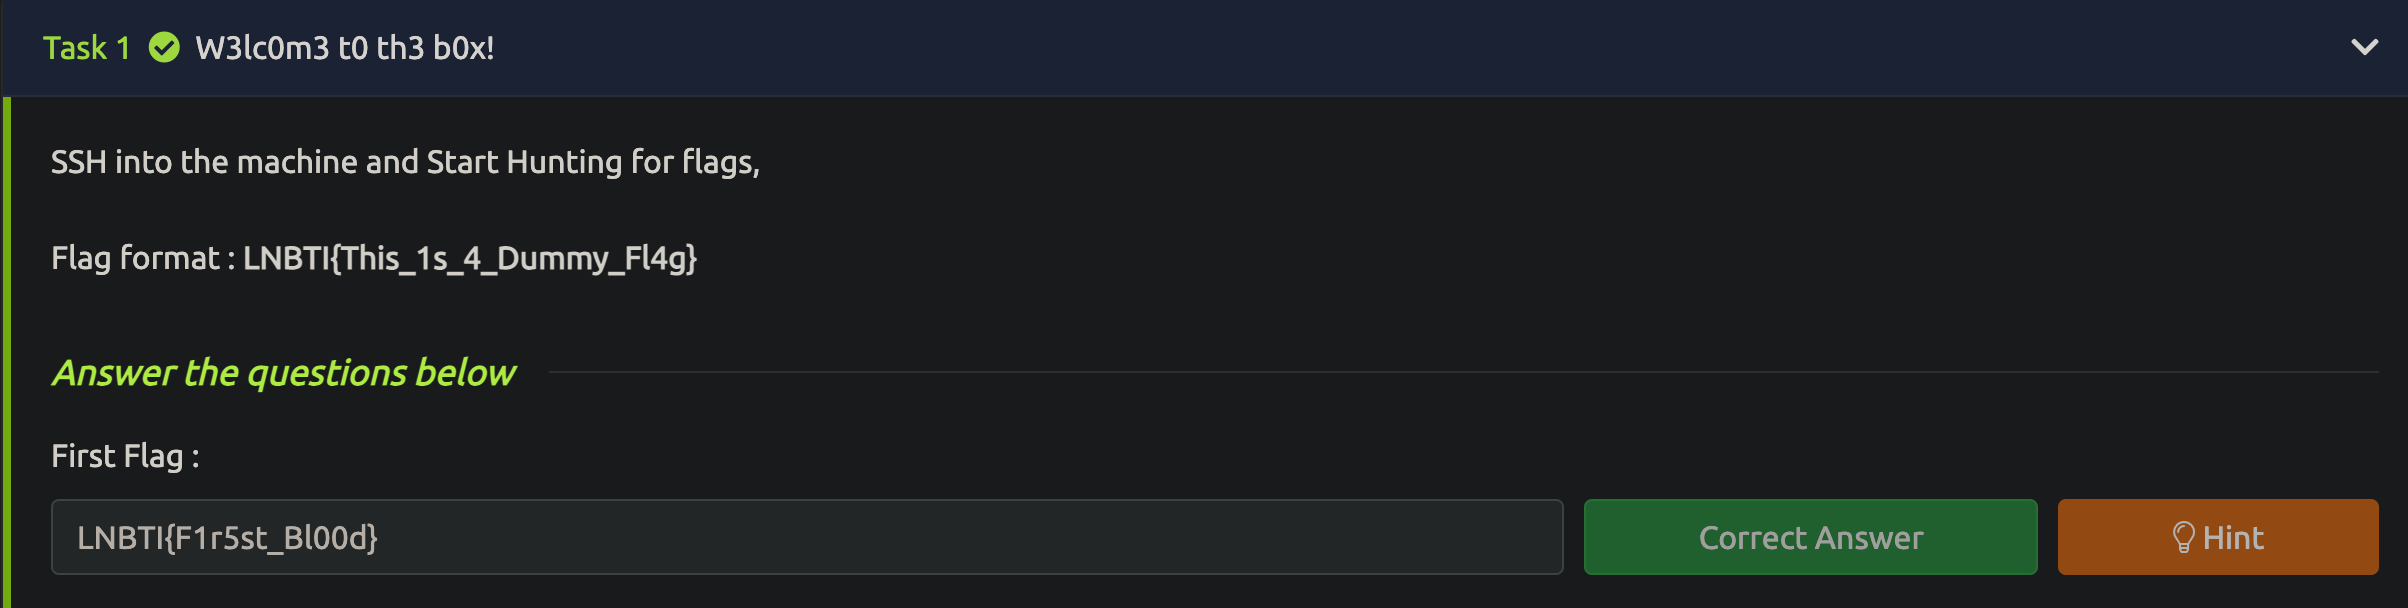 Task 1 W3lc0m3 t0 th3 b0x!
SSH into the machine and Start Hunting for flags,
Flag format : LNBTI{This_1s_4_Dummy_Fl4g}
Answer the questions below
First Flag :
LNBTI{F1r5st_Bl00d}
Correct Answer
Hint